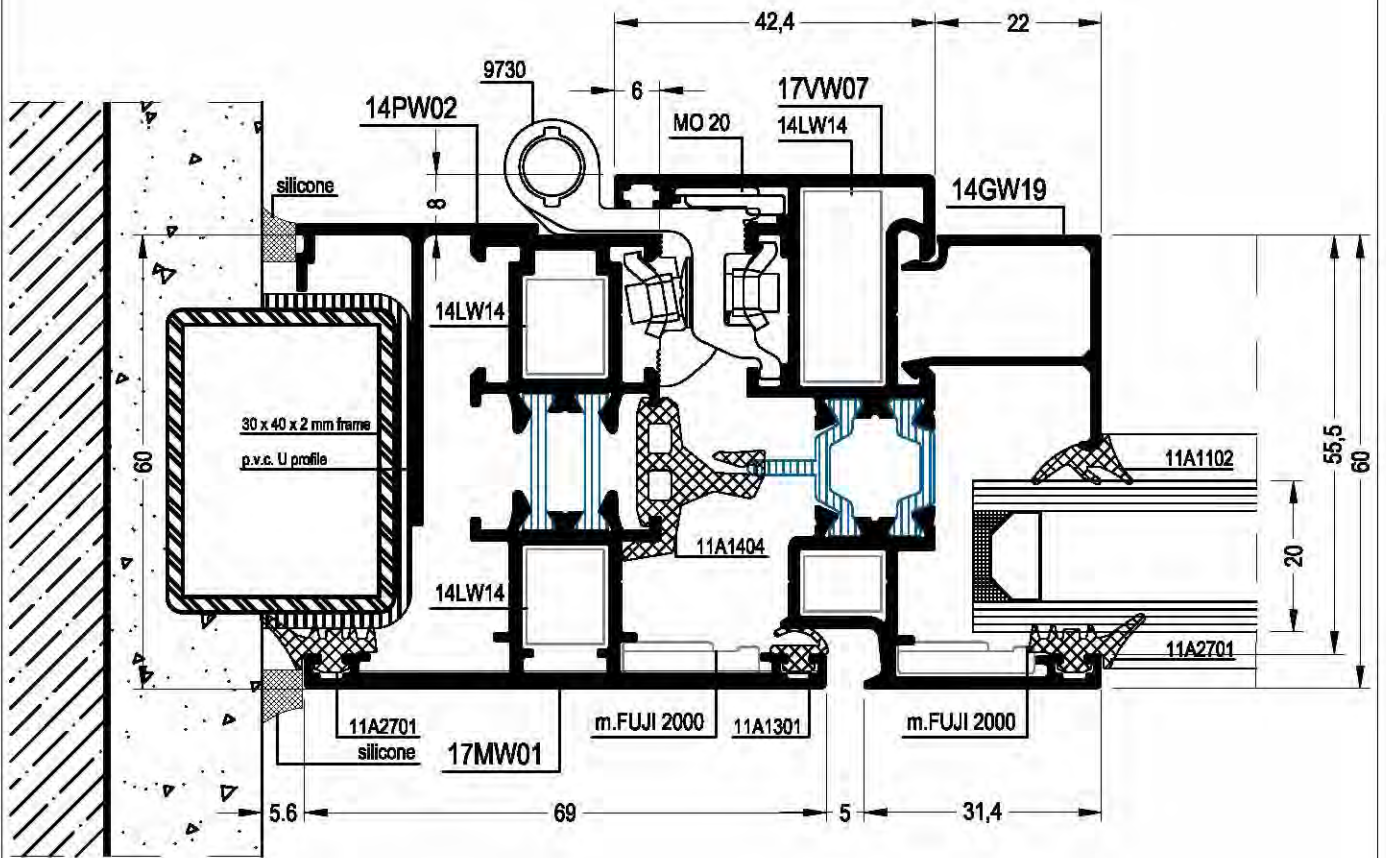 42,4
22
9730
6
17VW07
14PW02
MO 20
14LW14
14GW19
silicone
8
14LW14
30 x 40 x 2 mm frame
p.v.c. U profile
60
11A1102
55,5
60
20
11A1404
14LW14
11A2701
11A2701
silicone
17MW01
m.FUJI 2000
11A1301
m.FUJI 2000
5.6
69
5
31,4